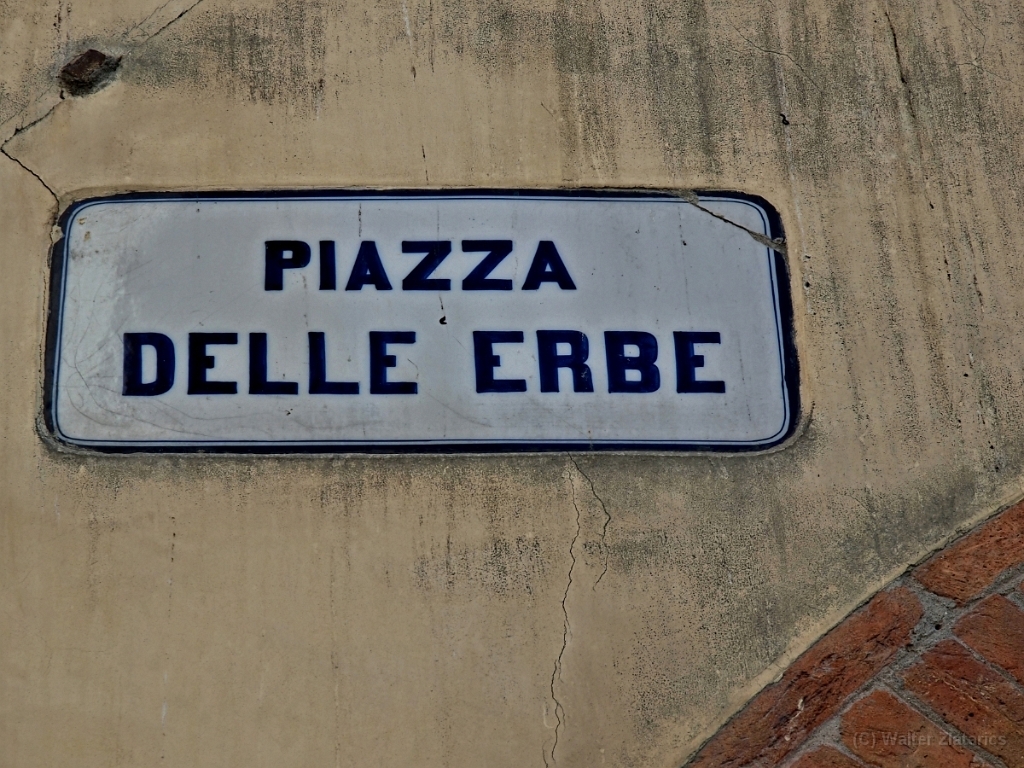 PIAZZA
DELLE ERBE
(C) Walter Zlatarics